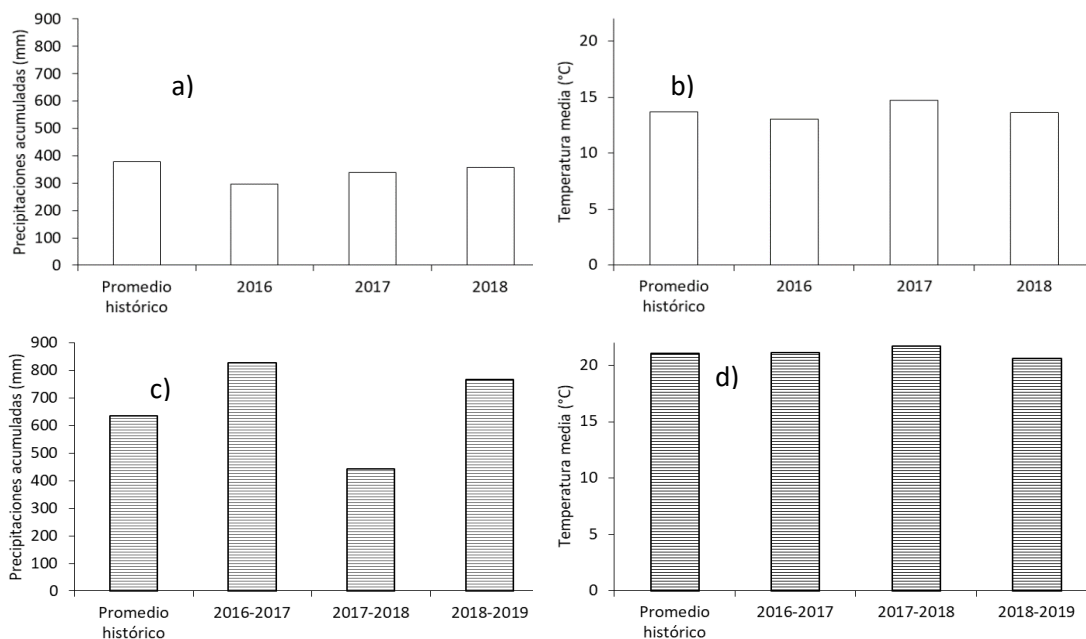 Precipitaciones acumuladas (mm)
900
800
700
600
500
400
300
200
100
0
a)
Promedio
histórico
2016
2017
2018
Temperatura media (°C)
20
15
10
5
0
b)
Promedio
histórico
2016
2017
2018
Precipitaciones acumuladas (mm)
900
800
700
600
500
400
300
200
100
0
c)
Promedio
histórico
2016-2017
2017-2018
2018-2019
Temperatura media (°C)
20
15
10
5
0
d)
Promedio
histórico
2016-2017
2017-2018
2018-2019